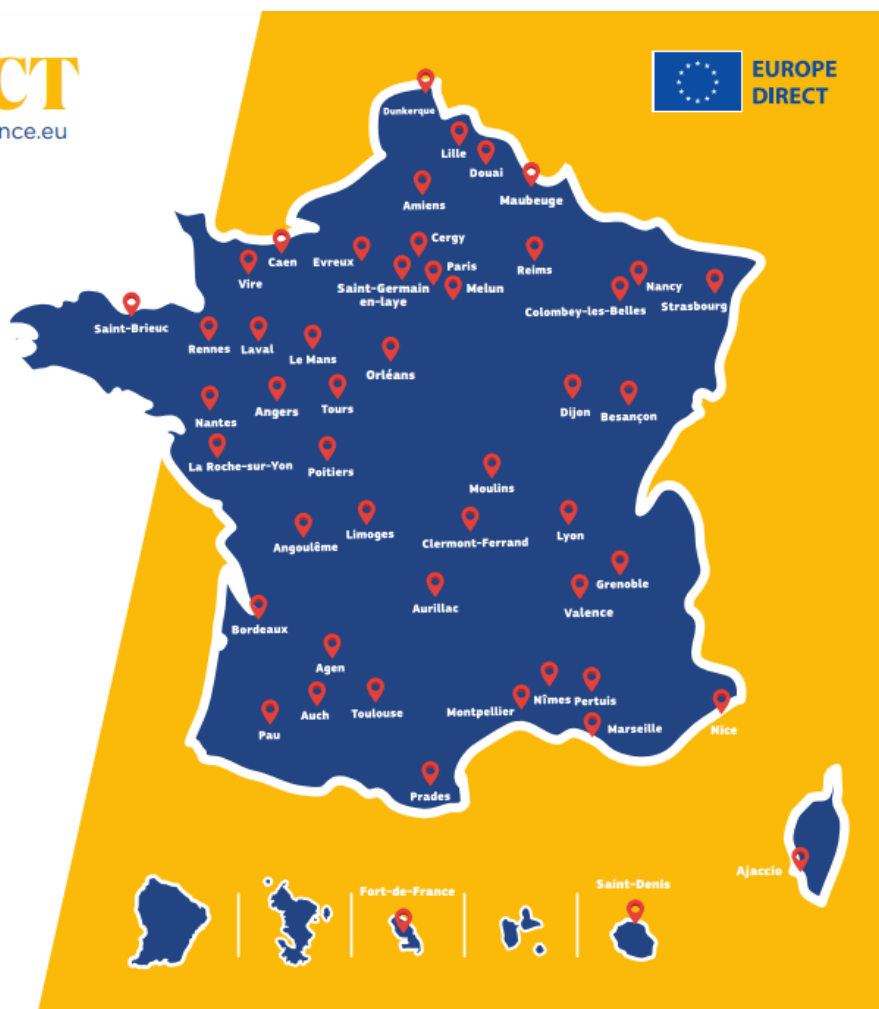 CT
nce.eu
EUROPE
DIRECT
Dunkerque
Lille
Douai
Maubeuge
Amiens
Cergy
Caen
Evreux
Paris
Reims
Vire
Saint-Germain
en-laye
Melun
Nancy
Colombey-les-Belles
Strasbourg
Saint-Brieuc
Rennes
Laval
Le Mans
Orléans
Nantes
Angers
Tours
Dijon
Besançon
La Roche-sur-Yon
Poitiers
Moulins
Angoulême
Limoges
Clermont-Ferrand
Lyon
Grenoble
Aurillac
Valence
Bordeaux
Agen
Auch
Toulouse
Montpellier
Nîmes
Pertuis
Pau
Marseille
Nice
Prades
Ajaccio
Fort-de-France
Saint-Denis